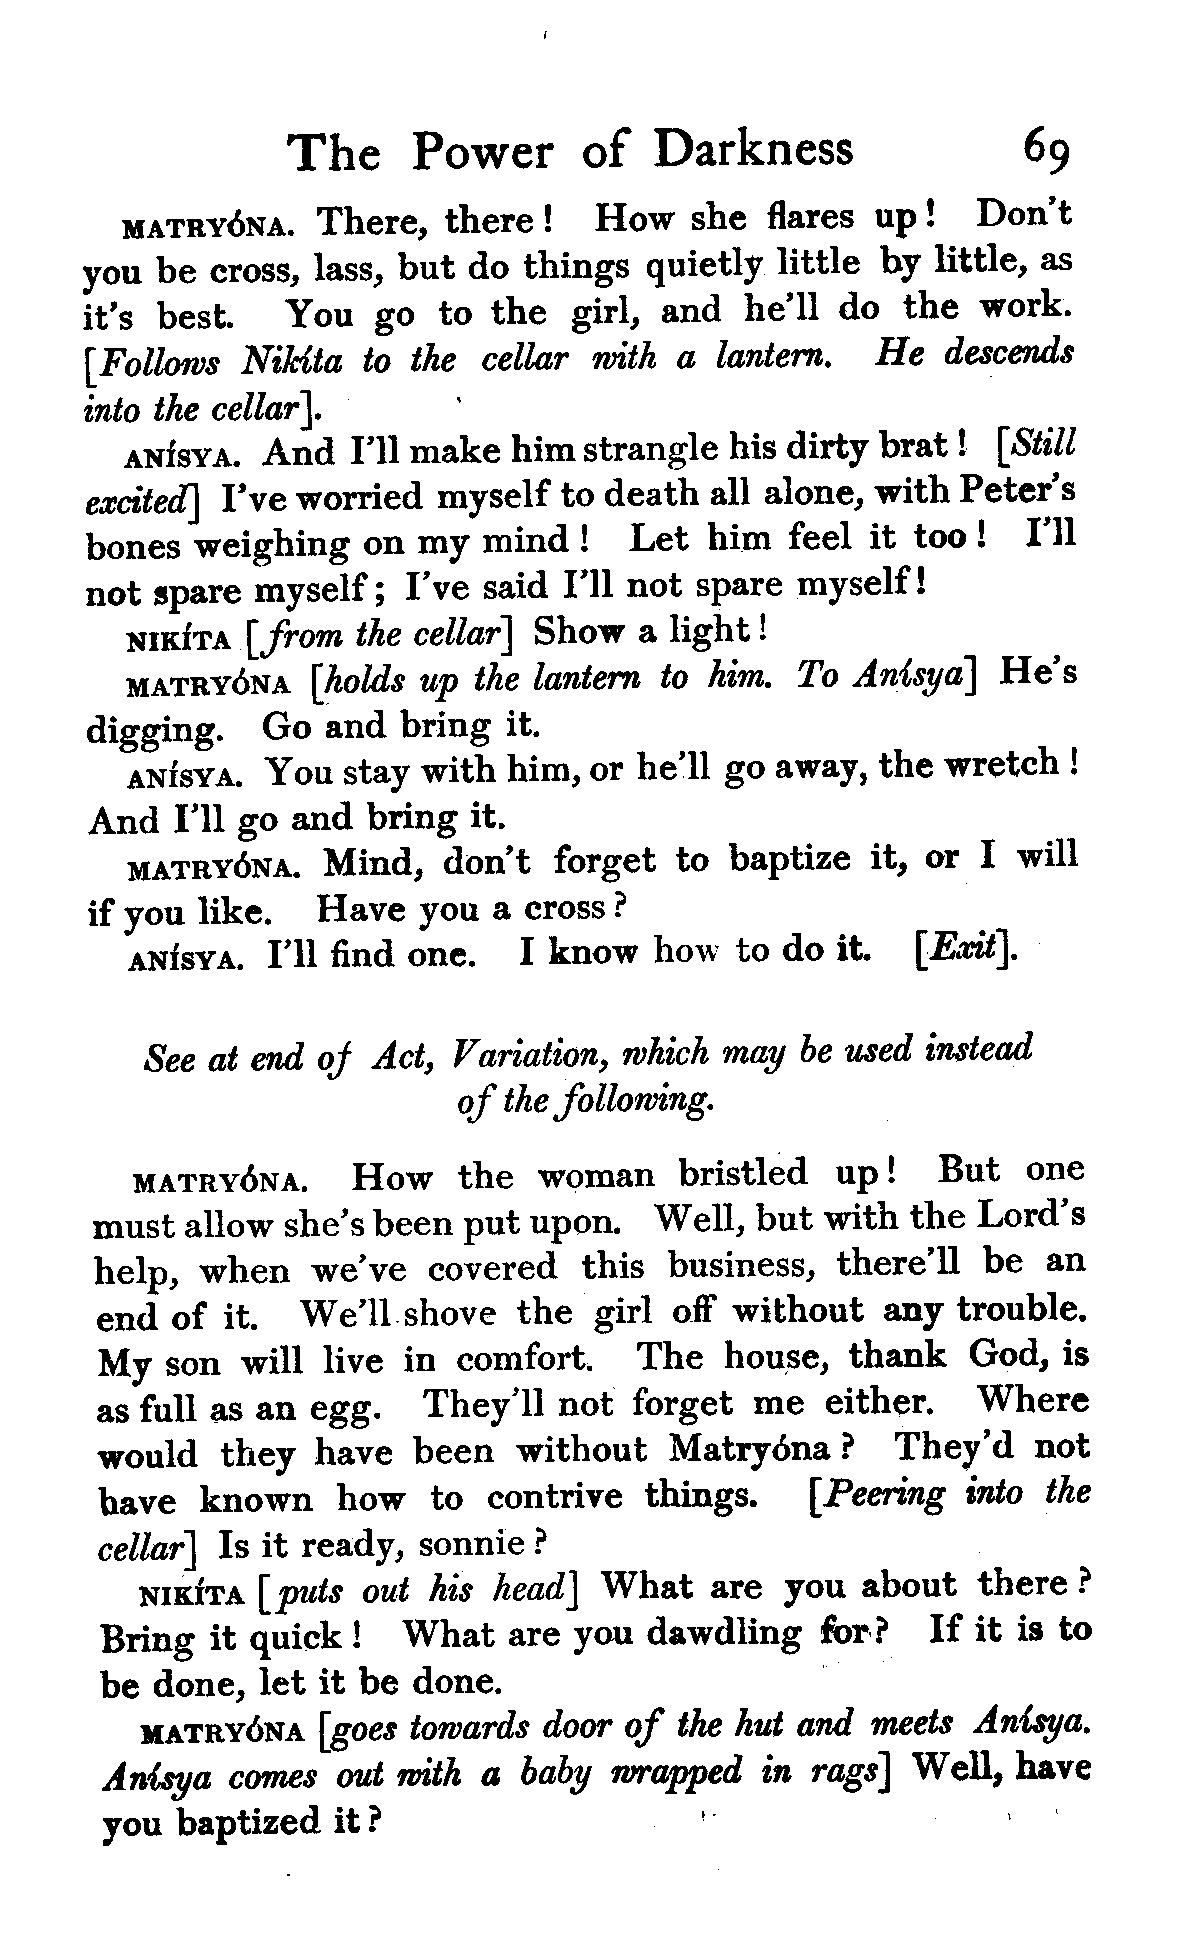 The Power of Darkness 69
MATRYÓNA. There, there! How she flares up! Don't
you be cross, lass, but do things quietly little by little, as
it's best. You go to the girl, and he'll do the work.
[Follows Nikíta to the cellar with a lantern. He descends
into the cellar].
ANÍSYA. And I'll make him strangle his dirty brat! [Still
excited] I've worried myself to death all alone, with Peter's
bones weighing on my mind! Let him feel it too! I'll
not spare myself; I've said I'll not spare myself!
NIKÍTA [from the cellar] Show a light!
MATRYÓNA [holds up the lantern to him. To Anísya] He's
digging. Go and bring it.
ANÍSYA. You stay with him, or he'll go away, the wretch!
And I'll go and bring it.
MATRYÓNA. Mind, don't forget to baptize it, or I will
if you like. Have you a cross?
ANÍSYA. I'll find one. I know how to do it. [Exit].
See at end of Act, Variation, which may be used instead
of the following.
MATRYÓNA. How the woman bristled up! But one
must allow she's been put upon. Well, but with the Lord's
help, when we've covered this business, there'll be an
end of it. We'll shove the girl off without any trouble.
My son will live in comfort. The house, thank God, is
as full as an egg. They'll not forget me either. Where
would they have been without Matryóna? They'd not
have known how to contrive things. [Peering into the
cellar] Is it ready, sonnie?
NIKÍTA [puts out his head] What are you about there?
Bring it quick! What are you dawdling for? If it is to
be done, let it be done.
MATRYÓNA [goes towards door of the hut and meets Anísya.
Anísya comes out with a baby wrapped in rags] Well, have
you baptized it?